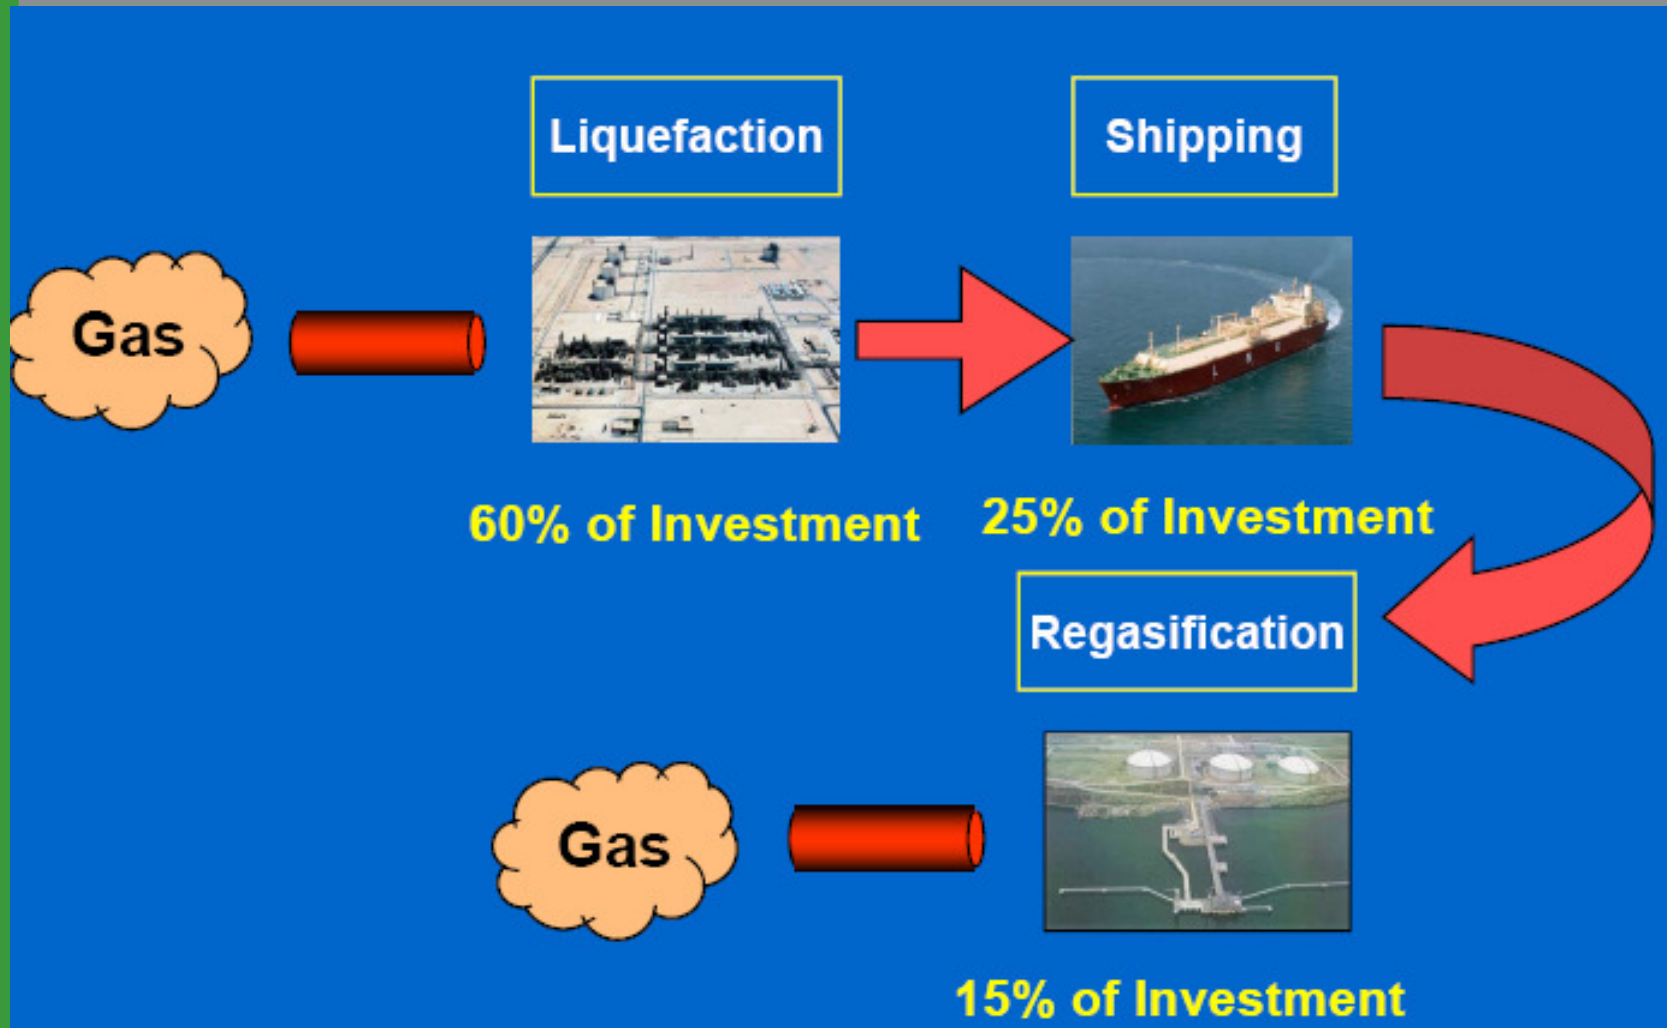 Liquefaction
Shipping
Gas
60% of Investment
25% of Investment
Regasification
Gas
15% of Investment